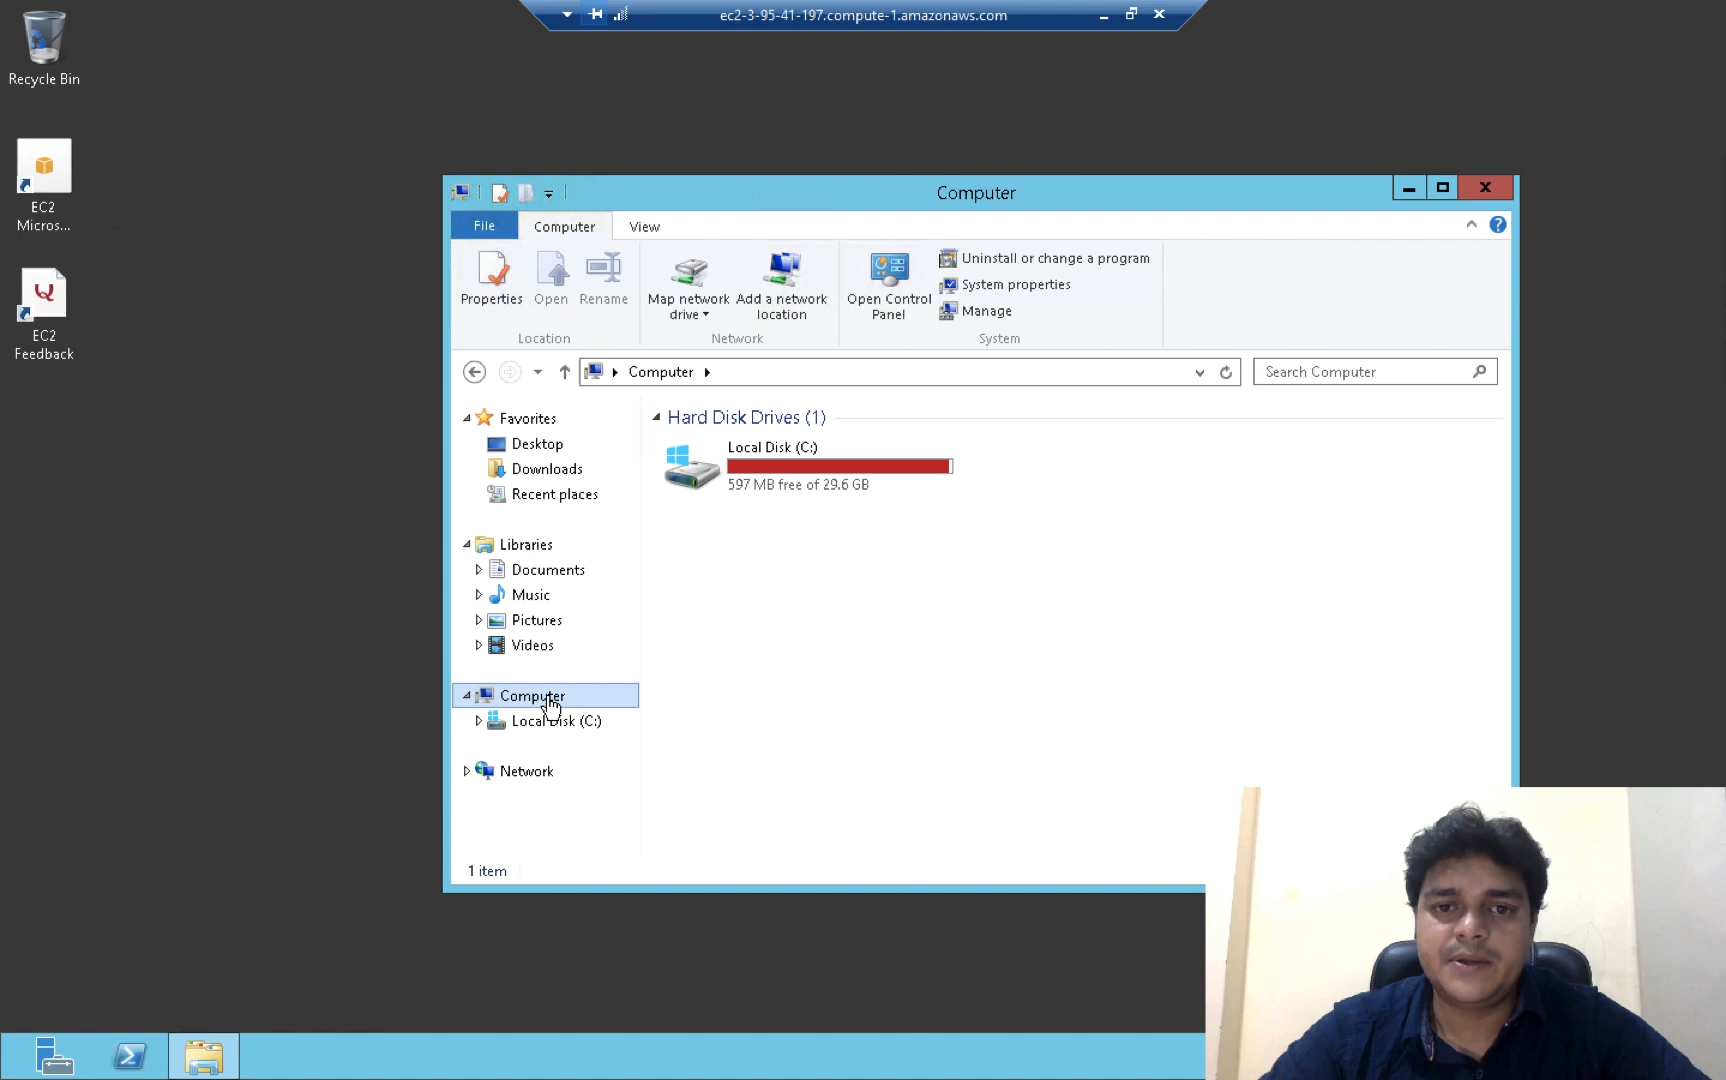 ec2-3-95-41-197.compute-1.amazonaws.com
Recycle Bin
EC2
Micros...
EC2
Feedback
Computer
File
Computer
View
Properties
Open
Rename
Map network
drive
Add a network
location
Open Control
Panel
Uninstall or change a program
System properties
Manage
Location
Network
System
Computer
Search Computer
Favorites
Desktop
Downloads
Recent places
Libraries
Documents
Music
Pictures
Videos
Computer
Local Disk (C:)
Network
Hard Disk Drives (1)
Local Disk (C:)
597 MB free of 29.6 GB
1 item